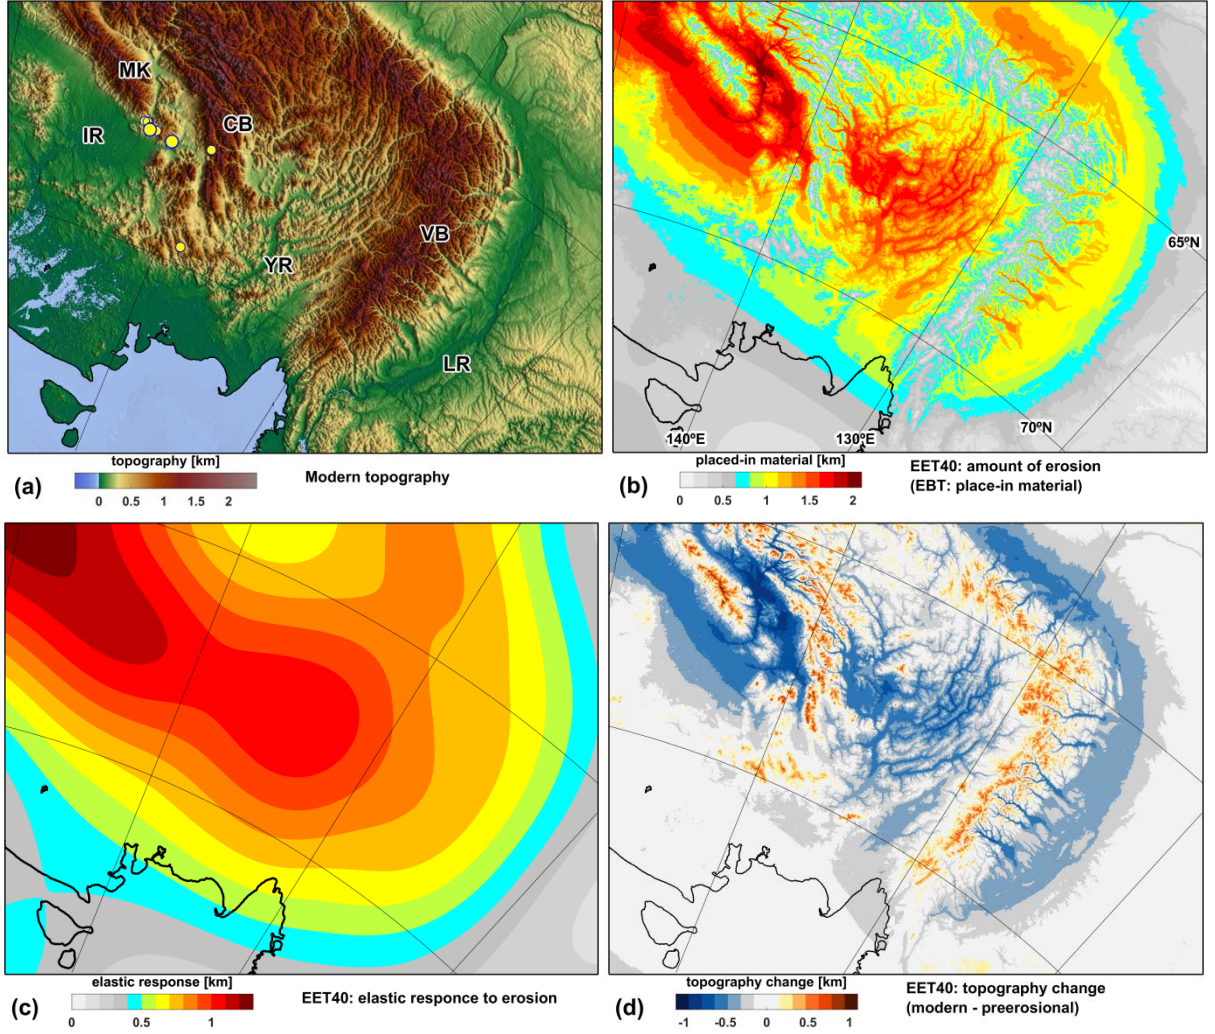 MK
IR
CB
VB
YR
LR
(a)
topography [km]
0 0.5 1 1.5 2
Modern topography
65ºN
70ºN
140ºE
130ºE
(b)
placed-in material [km]
0 0.5 1 1.5 2
EET40: amount of erosion
(EBT: place-in material)
(c)
elastic response [km]
0 0.5 1
EET40: elastic responce to erosion
(d)
topography change [km]
-1 -0.5 0 0.5 1
EET40: topography change
(modern - preerosional)